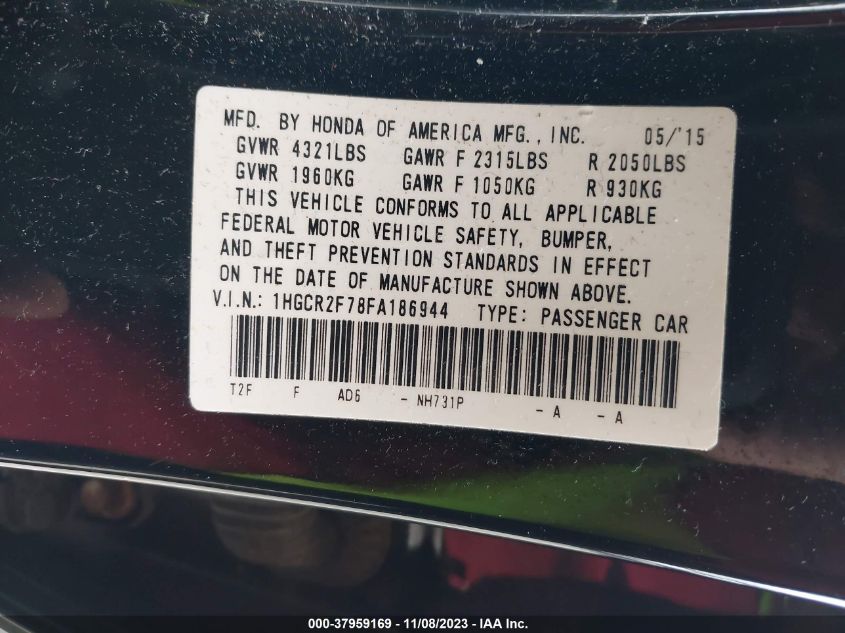 MFD. BY HONDA OF AMERICA MFG., INC. 05/'15
GVWR 4321LBS GAWR F 2315LBS R 2050LBS
GVWR 1960KG GAWR F 1050KG R 930KG
THIS VEHICLE CONFORMS TO ALL APPLICABLE
FEDERAL MOTOR VEHICLE SAFETY, BUMPER,
AND THEFT PREVENTION STANDARDS IN EFFECT
ON THE DATE OF MANUFACTURE SHOWN ABOVE.
V.I.N.: 1HGCR2F78FA186944 TYPE: PASSENGER CAR
T2F F AD6 - NH731P - A - A
000-37959169 - 11/08/2023 - IAA Inc.